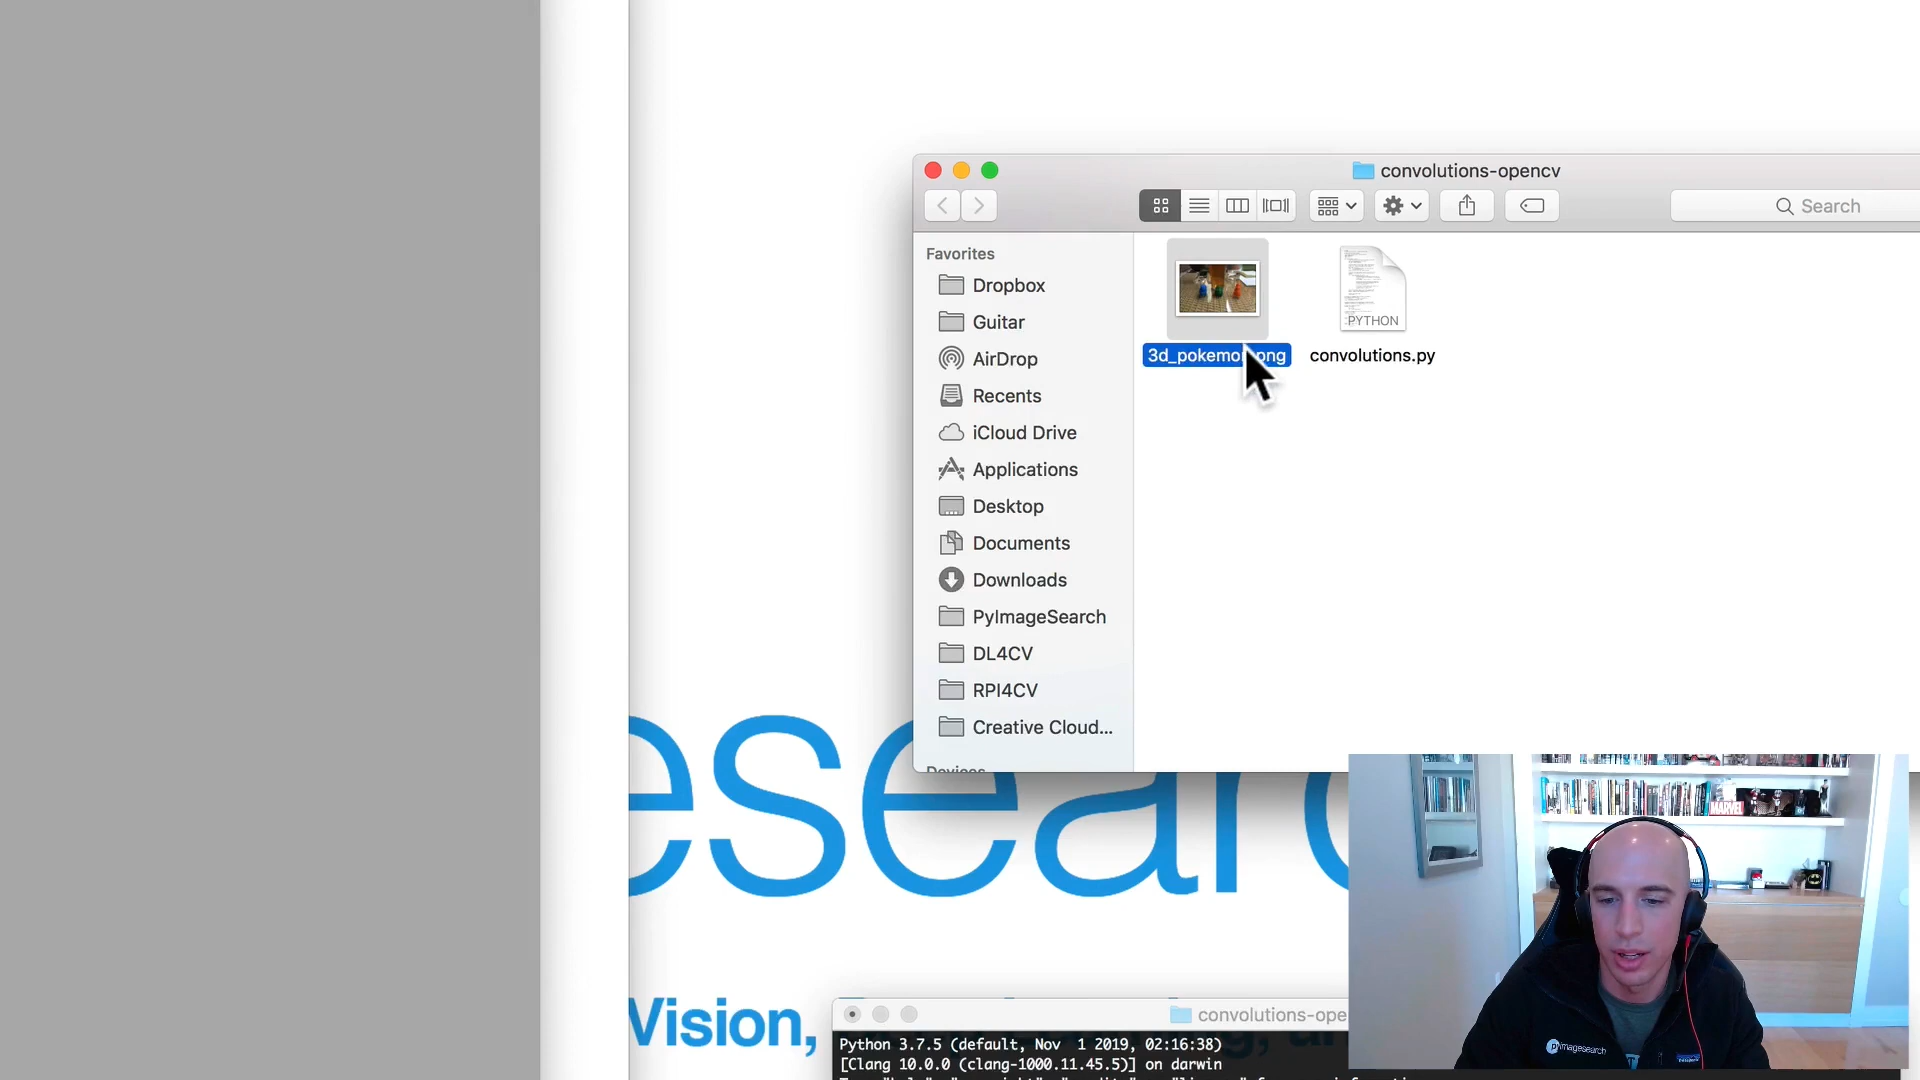 convolutions-opencv
Search
Favorites
Dropbox
Guitar
AirDrop
Recents
iCloud Drive
Applications
Desktop
Documents
Downloads
PyImageSearch
DL4CV
RPI4CV
Creative Cloud...
PYTHON
convolutions.py
esearc
Vision,
convolutions-ope
Python 3.7.5 (default, Nov  1 2019, 02:16:38)
[Clang 10.0.0 (clang-1000.11.45.5)] on darwin
MARVEL
pyimagesearch